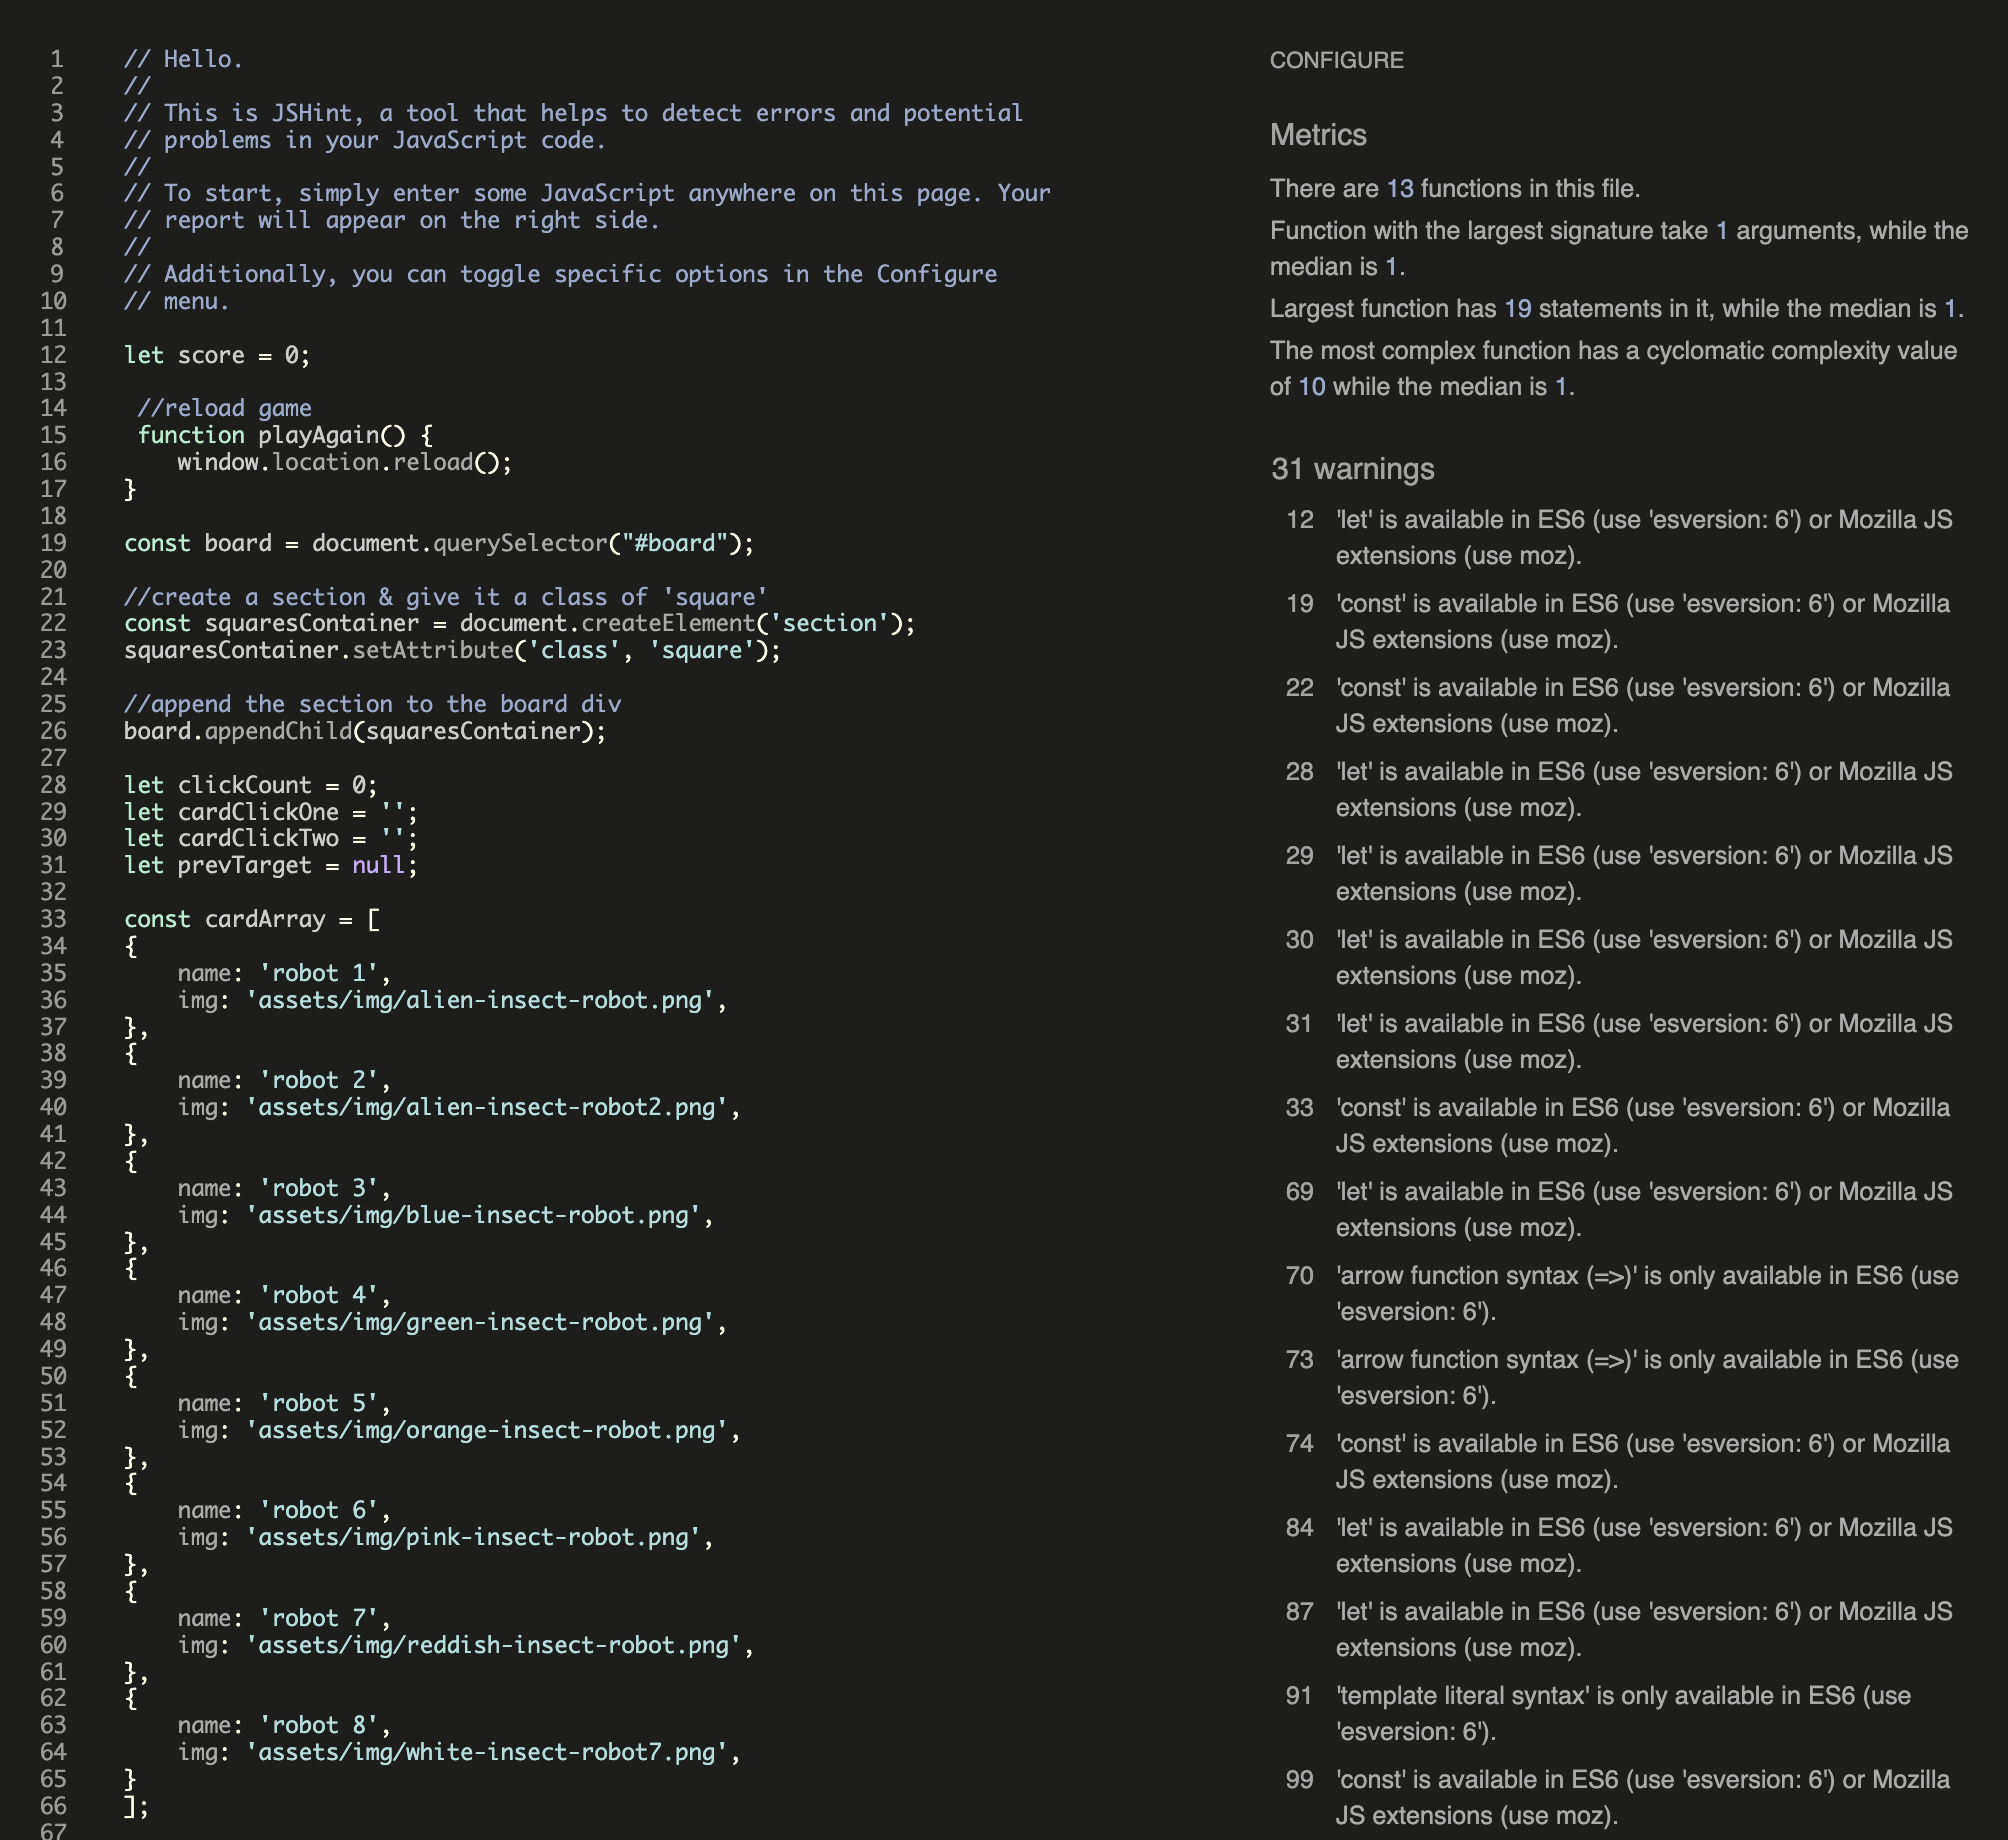 1 // Hello.
2 //
3 // This is JSHint, a tool that helps to detect errors and potential
4 // problems in your JavaScript code.
5 //
6 // To start, simply enter some JavaScript anywhere on this page. Your
7 // report will appear on the right side.
8 //
9 // Additionally, you can toggle specific options in the Configure
10 // menu.
11
12 let score = 0;
13
14  //reload game
15  function playAgain() {
16     window.location.reload();
17 }
18
19 const board = document.querySelector("#board");
20
21 //create a section & give it a class of 'square'
22 const squaresContainer = document.createElement('section');
23 squaresContainer.setAttribute('class', 'square');
24
25 //append the section to the board div
26 board.appendChild(squaresContainer);
27
28 let clickCount = 0;
29 let cardClickOne = '';
30 let cardClickTwo = '';
31 let prevTarget = null;
32
33 const cardArray = [
34 {
35     name: 'robot 1',
36     img: 'assets/img/alien-insect-robot.png',
37 },
38 {
39     name: 'robot 2',
40     img: 'assets/img/alien-insect-robot2.png',
41 },
42 {
43     name: 'robot 3',
44     img: 'assets/img/blue-insect-robot.png',
45 },
46 {
47     name: 'robot 4',
48     img: 'assets/img/green-insect-robot.png',
49 },
50 {
51     name: 'robot 5',
52     img: 'assets/img/orange-insect-robot.png',
53 },
54 {
55     name: 'robot 6',
56     img: 'assets/img/pink-insect-robot.png',
57 },
58 {
59     name: 'robot 7',
60     img: 'assets/img/reddish-insect-robot.png',
61 },
62 {
63     name: 'robot 8',
64     img: 'assets/img/white-insect-robot7.png',
65 }
66 ];
67
CONFIGURE
Metrics
There are 13 functions in this file.
Function with the largest signature take 1 arguments, while the
median is 1.
Largest function has 19 statements in it, while the median is 1.
The most complex function has a cyclomatic complexity value
of 10 while the median is 1.
31 warnings
12 'let' is available in ES6 (use 'esversion: 6') or Mozilla JS
extensions (use moz).
19 'const' is available in ES6 (use 'esversion: 6') or Mozilla
JS extensions (use moz).
22 'const' is available in ES6 (use 'esversion: 6') or Mozilla
JS extensions (use moz).
28 'let' is available in ES6 (use 'esversion: 6') or Mozilla JS
extensions (use moz).
29 'let' is available in ES6 (use 'esversion: 6') or Mozilla JS
extensions (use moz).
30 'let' is available in ES6 (use 'esversion: 6') or Mozilla JS
extensions (use moz).
31 'let' is available in ES6 (use 'esversion: 6') or Mozilla JS
extensions (use moz).
33 'const' is available in ES6 (use 'esversion: 6') or Mozilla
JS extensions (use moz).
69 'let' is available in ES6 (use 'esversion: 6') or Mozilla JS
extensions (use moz).
70 'arrow function syntax (=>)' is only available in ES6 (use
'esversion: 6').
73 'arrow function syntax (=>)' is only available in ES6 (use
'esversion: 6').
74 'const' is available in ES6 (use 'esversion: 6') or Mozilla
JS extensions (use moz).
84 'let' is available in ES6 (use 'esversion: 6') or Mozilla JS
extensions (use moz).
87 'let' is available in ES6 (use 'esversion: 6') or Mozilla JS
extensions (use moz).
91 'template literal syntax' is only available in ES6 (use
'esversion: 6').
99 'const' is available in ES6 (use 'esversion: 6') or Mozilla
JS extensions (use moz).